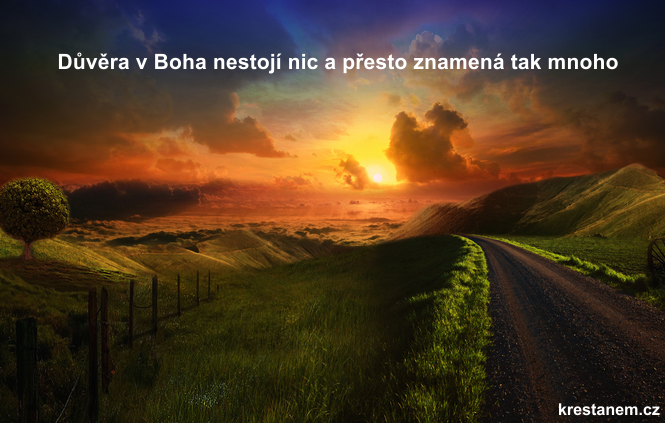 Důvěra v Boha nestojí nic a přesto znamená tak mnoho
krestanem.cz